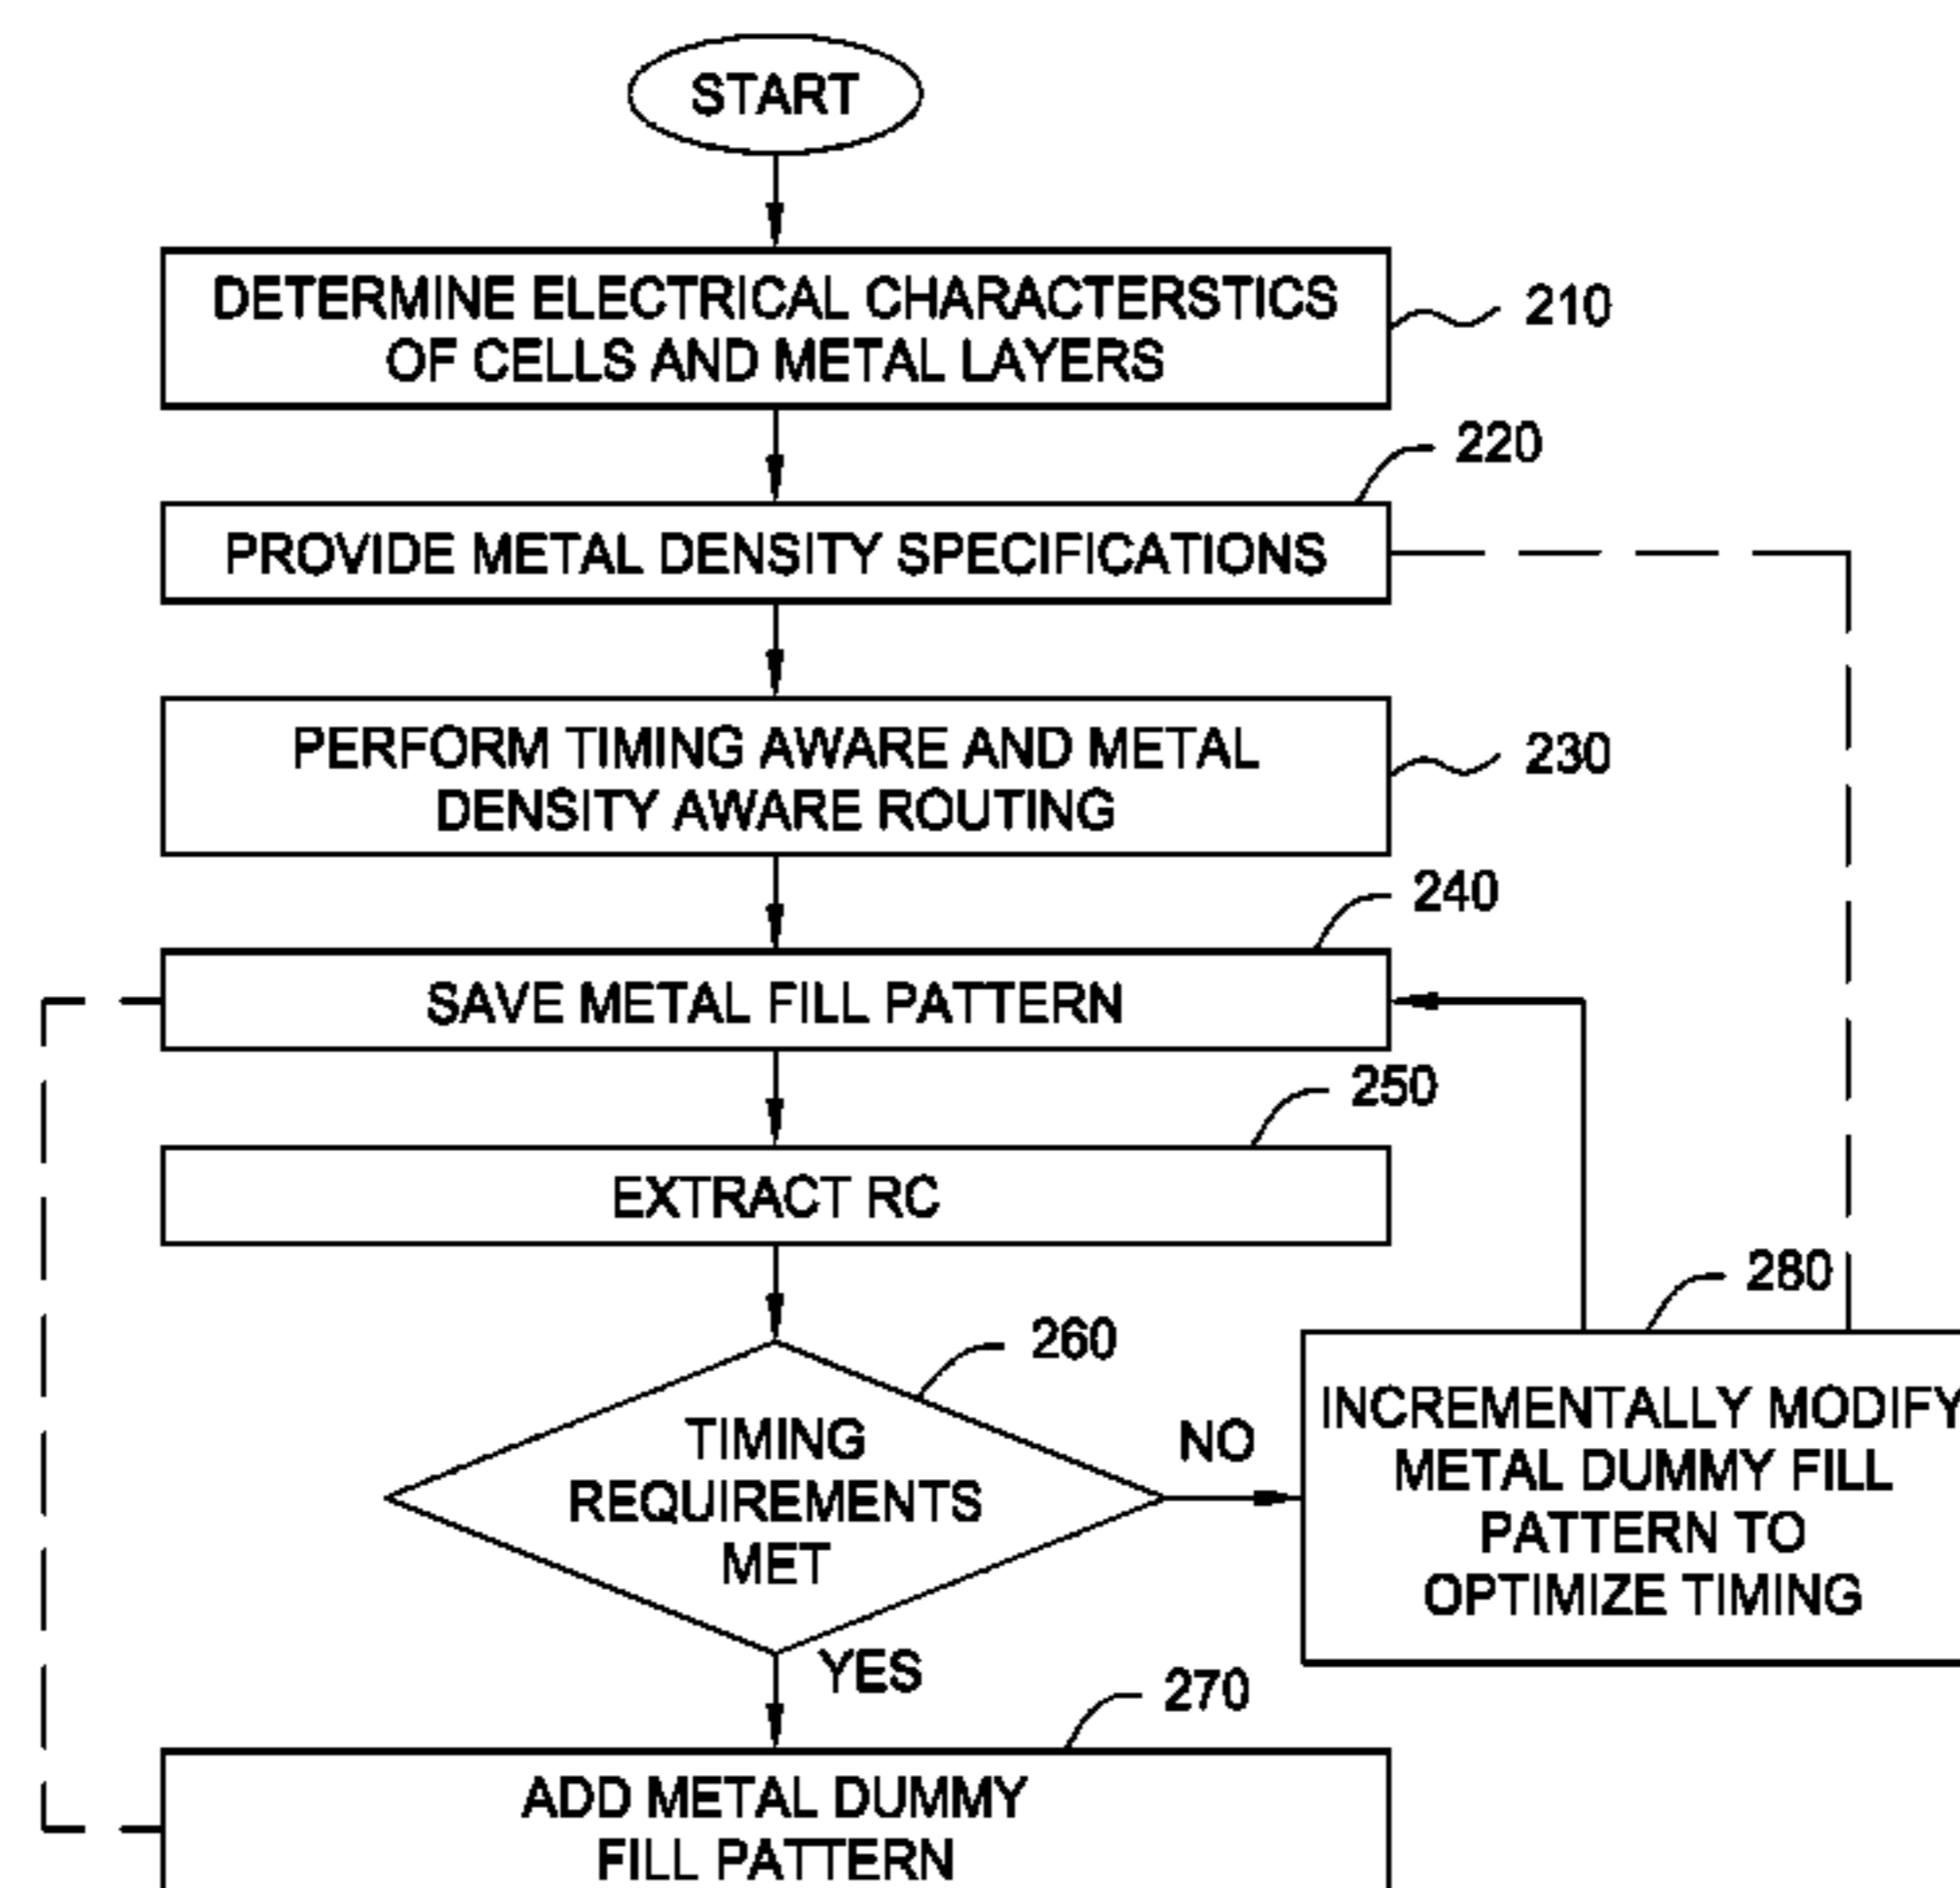 START
DETERMINE ELECTRICAL CHARACTERSTICS
OF CELLS AND METAL LAYERS
210
220
PROVIDE METAL DENSITY SPECIFICATIONS
PERFORM TIMING AWARE AND METAL
DENSITY AWARE ROUTING
230
240
SAVE METAL FILL PATTERN
250
EXTRACT RC
260
TIMING
REQUIREMENTS
MET
NO
280
INCREMENTALLY MODIFY
METAL DUMMY FILL
PATTERN TO
OPTIMIZE TIMING
YES
270
ADD METAL DUMMY
FILL PATTERN